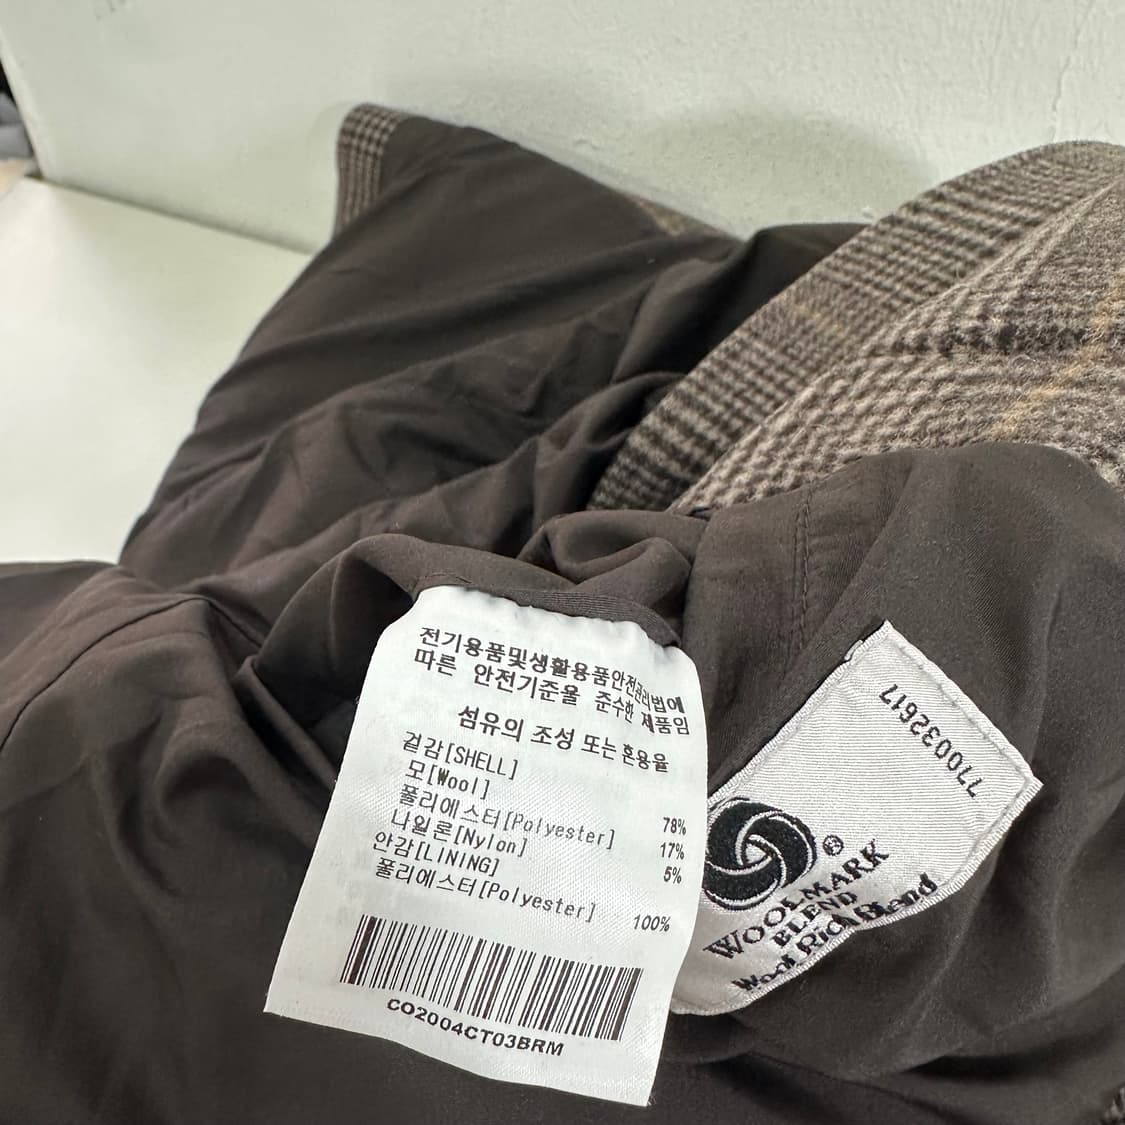 전기용품및생활용품안전관리법에
따른 안전기준을 준수한 제품임
섬유의 조성 또는 혼용율
겉감[SHELL]
모[Wool] 78%
폴리에스터[Polyester] 17%
나일론[Nylon] 5%
안감[LINING]
폴리에스터[Polyester] 100%
CO2004CT03BRM
7700032617
®
WOOLMARK
BLEND
Wool Rich Blend